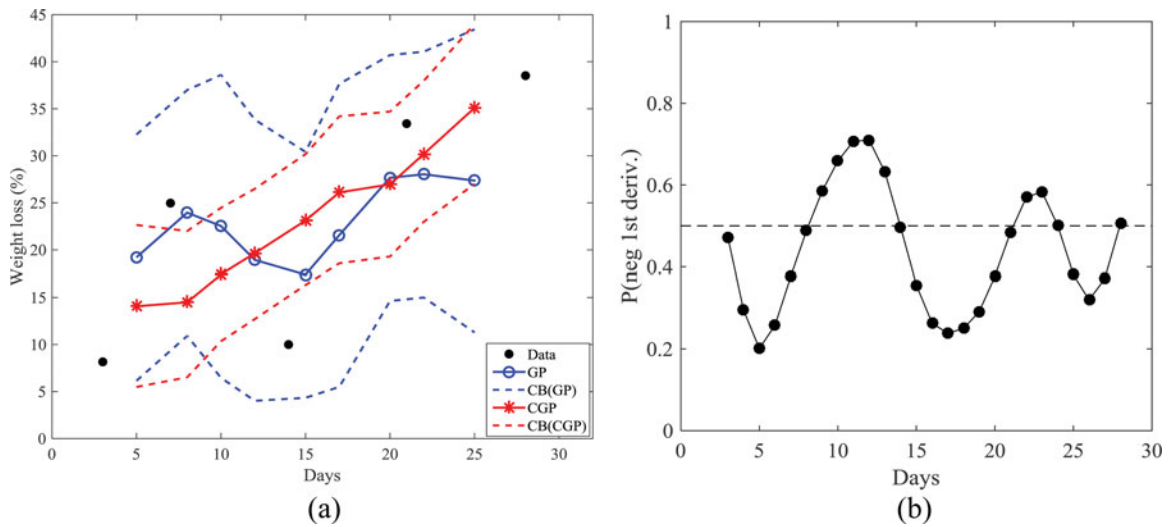 45
40
35
30
25
20
15
10
5
0
Weight loss (%)
0 5 10 15 20 25 30
Days
Data
GP
CB(GP)
CGP
CB(CGP)
(a)
1
0.8
0.6
0.4
0.2
0
P(neg 1st deriv.)
0 5 10 15 20 25 30
Days
(b)